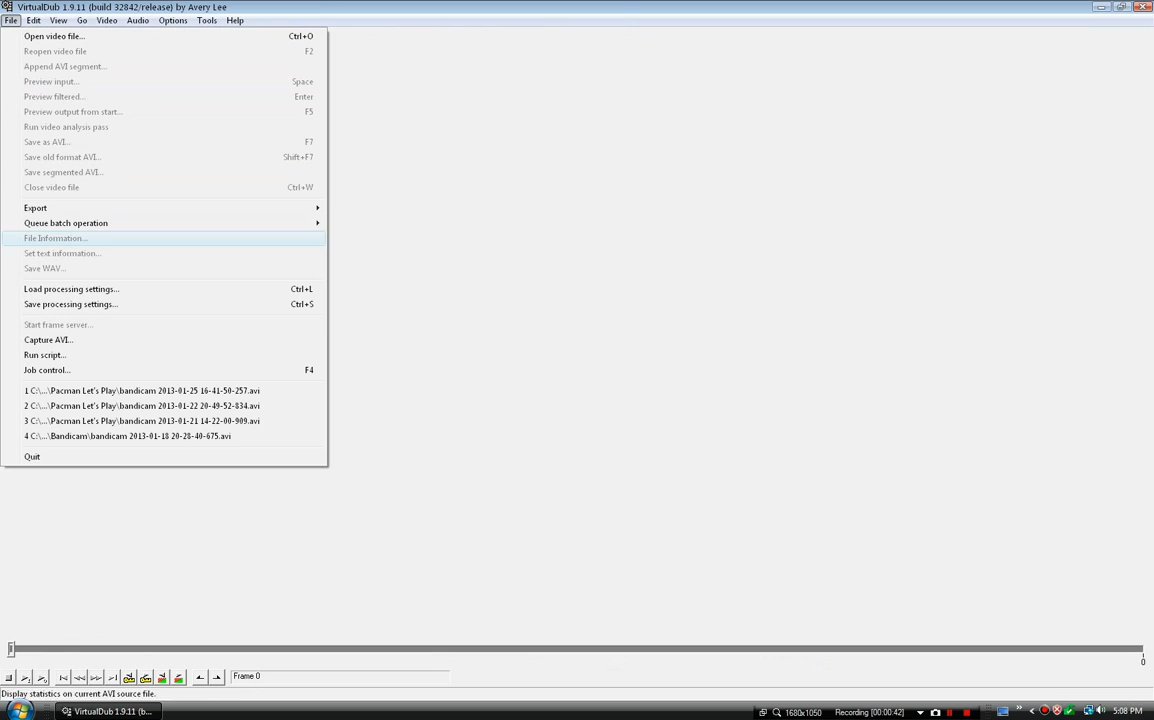 VirtualDub 1.9.11 (build 32842/release) by Avery Lee
File Edit View Go Video Audio Options Tools Help
Open video file... Ctrl+O
Reopen video file F2
Append AVI segment...
Preview input... Space
Preview filtered... Enter
Preview output from start... F5
Run video analysis pass
Save as AVI... F7
Save old format AVI... Shift+F7
Save segmented AVI...
Close video file Ctrl+W
Export
Queue batch operation
File Information...
Set text information...
Save WAV...
Load processing settings... Ctrl+L
Save processing settings... Ctrl+S
Start frame server...
Capture AVI...
Run script...
Job control... F4
1 C:\...\Pacman Let's Play\bandicam 2013-01-25 16-41-50-257.avi
2 C:\...\Pacman Let's Play\bandicam 2013-01-22 20-49-52-834.avi
3 C:\...\Pacman Let's Play\bandicam 2013-01-21 14-22-00-909.avi
4 C:\...\Bandicam\bandicam 2013-01-18 20-28-40-675.avi
Quit
0
Frame 0
Display statistics on current AVI source file.
VirtualDub 1.9.11 (b... 1680x1050 Recording [00:00:42] 5:08 PM